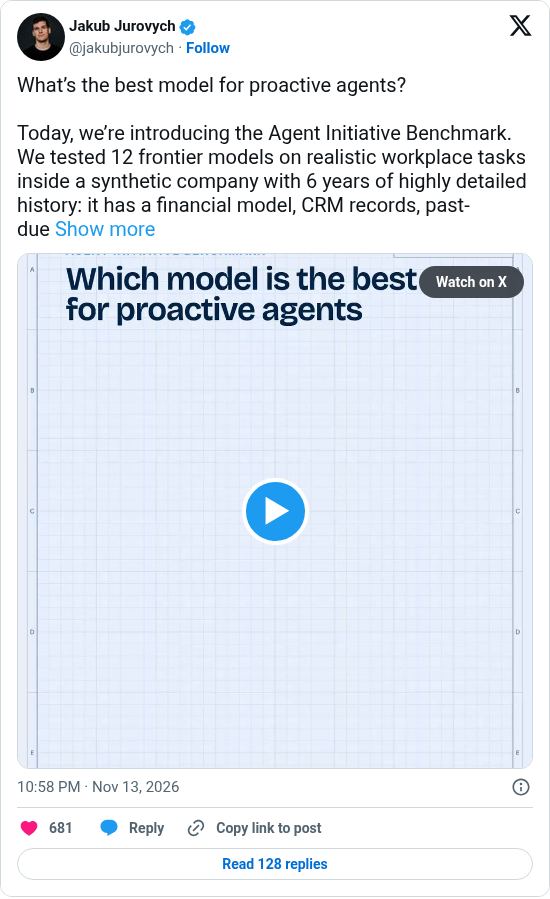 Jakub Jurovych
@jakubjurovych · Follow
What’s the best model for proactive agents?
Today, we’re introducing the Agent Initiative Benchmark.
We tested 12 frontier models on realistic workplace tasks
inside a synthetic company with 6 years of highly detailed
history: it has a financial model, CRM records, past-
due Show more
Which model is the best
for proactive agents
Watch on X
A
B
B
C
C
D
D
E
E
10:58 PM · Nov 13, 2026
681
Reply
Copy link to post
Read 128 replies